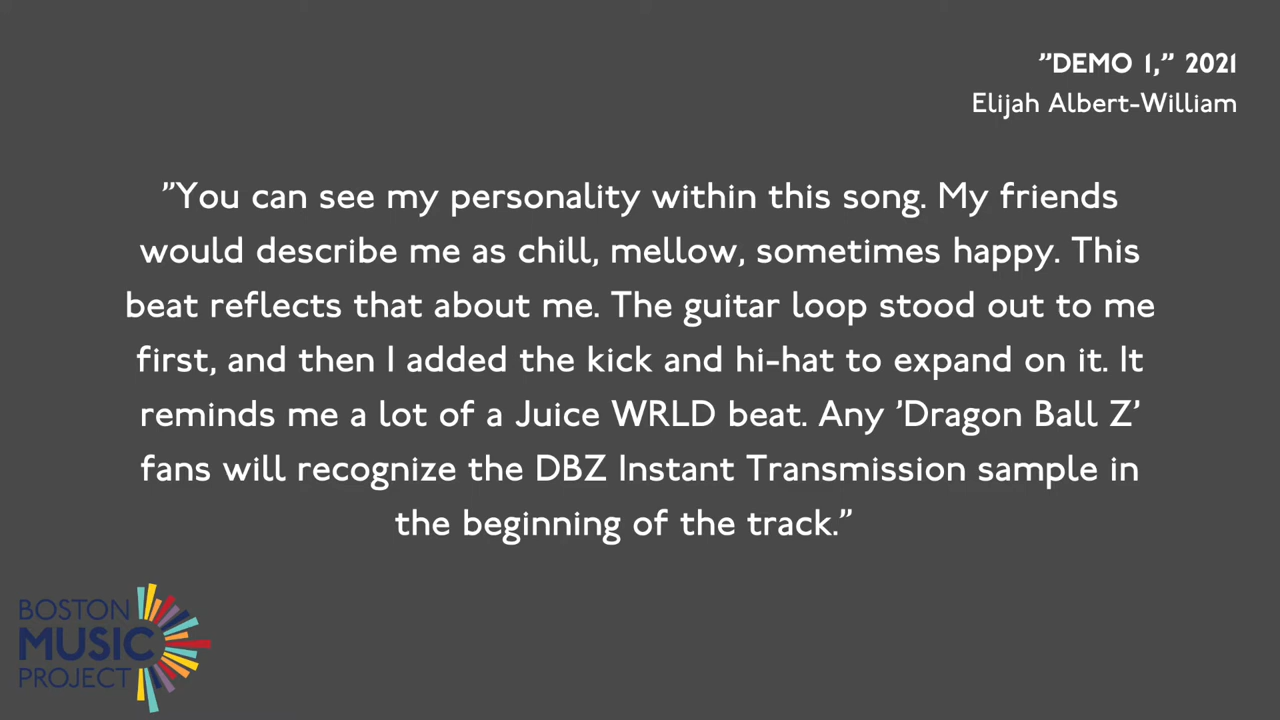 "DEMO 1," 2021
Elijah Albert-William
"You can see my personality within this song. My friends
would describe me as chill, mellow, sometimes happy. This
beat reflects that about me. The guitar loop stood out to me
first, and then I added the kick and hi-hat to expand on it. It
reminds me a lot of a Juice WRLD beat. Any 'Dragon Ball Z'
fans will recognize the DBZ Instant Transmission sample in
the beginning of the track."
BOSTON
MUSIC
PROJECT